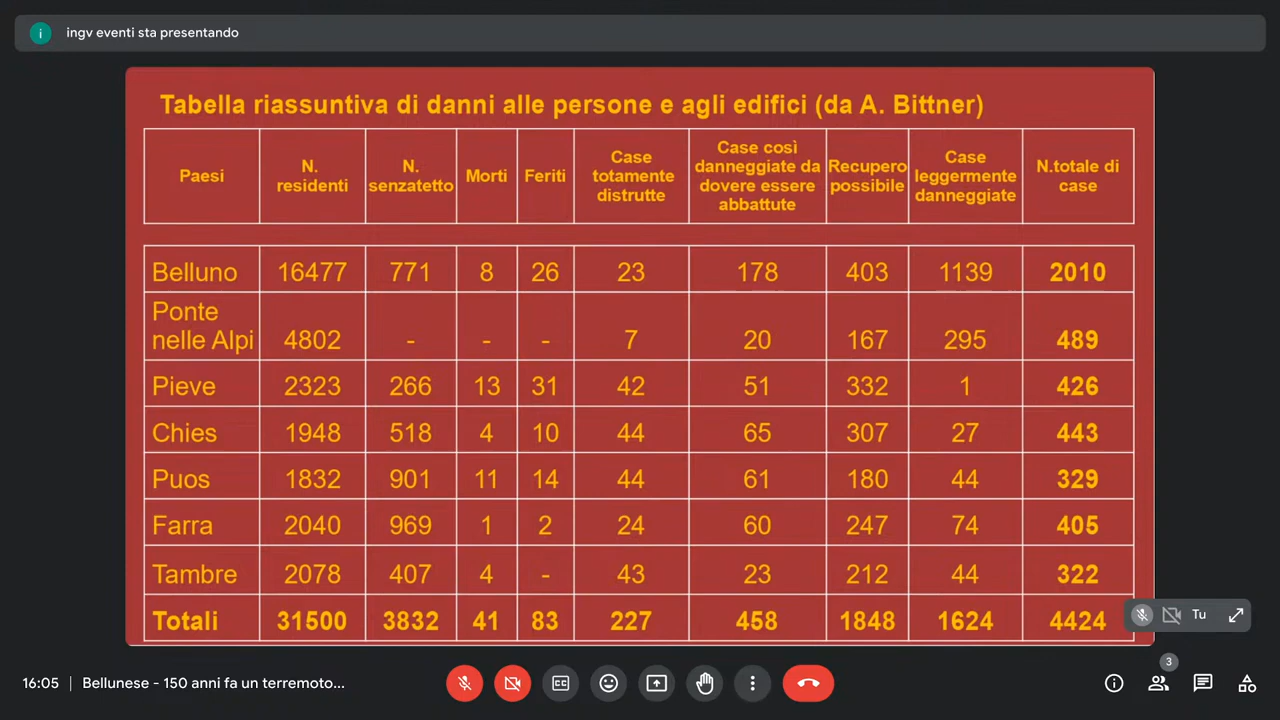 i ingv eventi sta presentando
Tabella riassuntiva di danni alle persone e agli edifici (da A. Bittner)
Paesi N. residenti N. senzatetto Morti Feriti Case totamente distrutte Case così danneggiate da dovere essere abbattute Recupero possibile Case leggermente danneggiate N.totale di case
Belluno 16477 771 8 26 23 178 403 1139 2010
Ponte nelle Alpi 4802 - - - 7 20 167 295 489
Pieve 2323 266 13 31 42 51 332 1 426
Chies 1948 518 4 10 44 65 307 27 443
Puos 1832 901 11 14 44 61 180 44 329
Farra 2040 969 1 2 24 60 247 74 405
Tambre 2078 407 4 - 43 23 212 44 322
Totali 31500 3832 41 83 227 458 1848 1624 4424
Tu
16:05 | Bellunese - 150 anni fa un terremoto...
CC
3